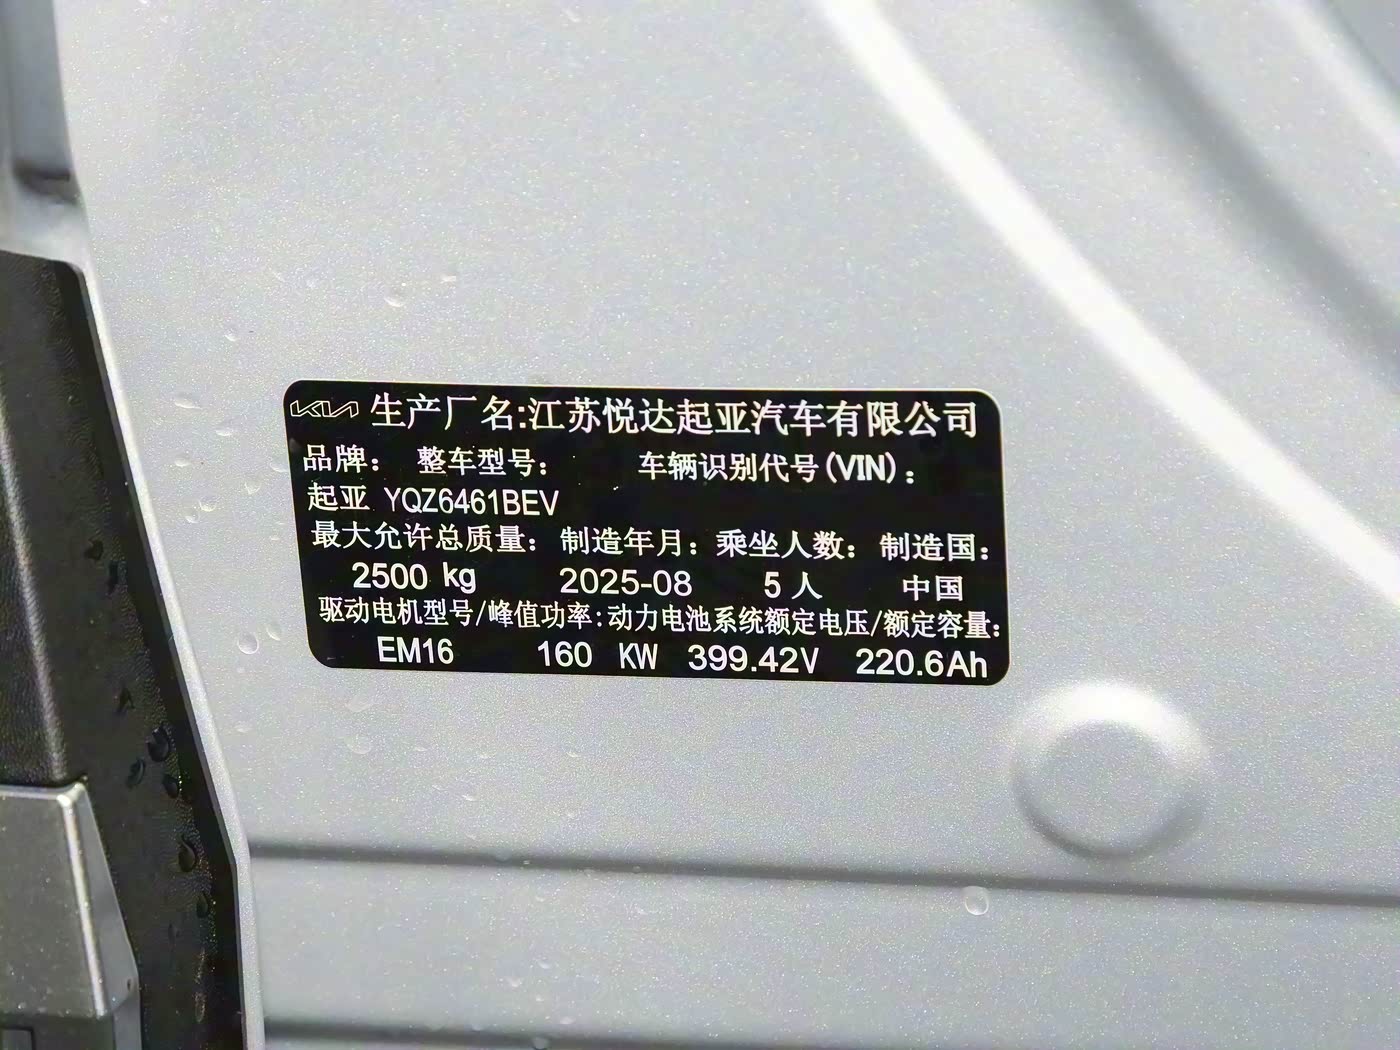 KIA 生产厂名:江苏悦达起亚汽车有限公司
品牌: 整车型号: 车辆识别代号(VIN):
起亚 YQZ6461BEV
最大允许总质量: 制造年月: 乘坐人数: 制造国:
2500 kg 2025-08 5人 中国
驱动电机型号/峰值功率:动力电池系统额定电压/额定容量:
EM16 160 KW 399.42V 220.6Ah